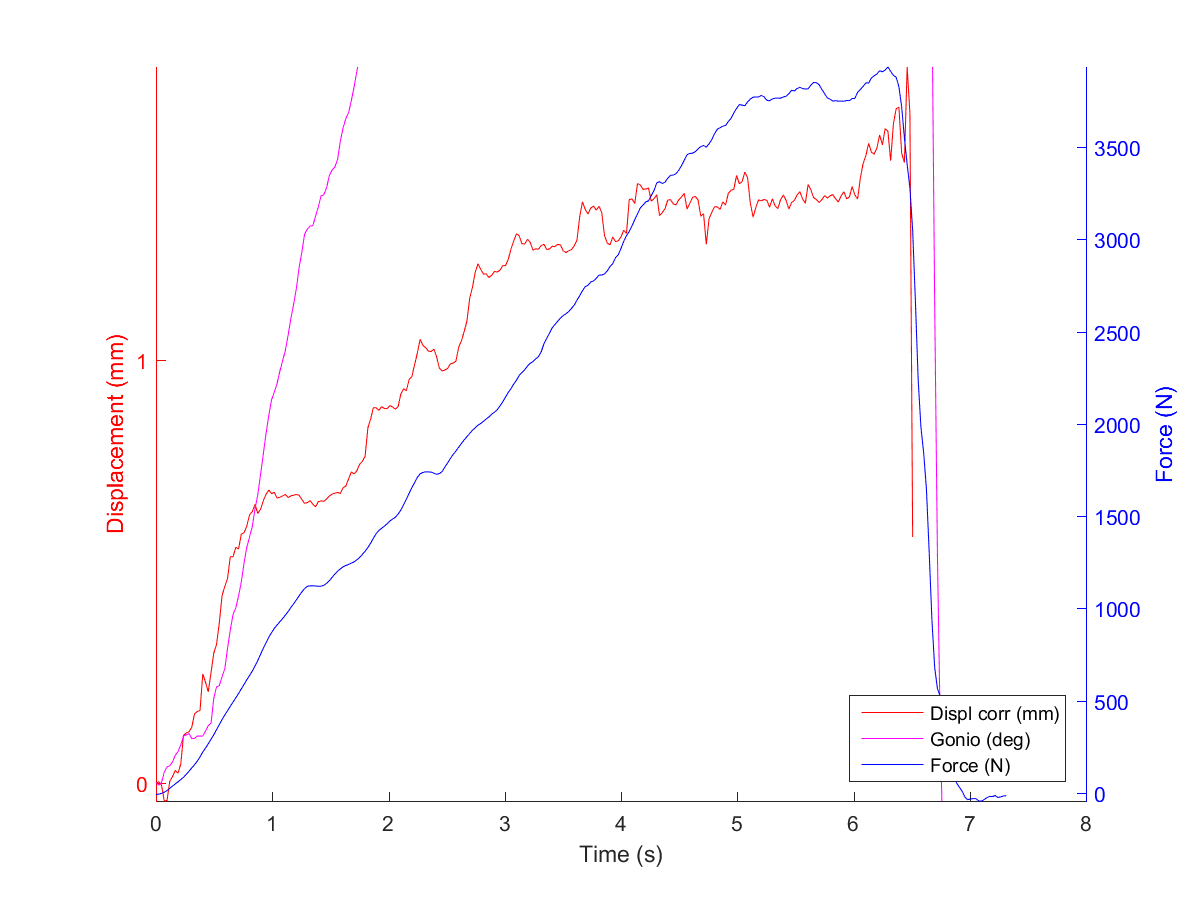 Displacement (mm)
1
0
3500
3000
2500
2000
1500
1000
500
0
Force (N)
Displ corr (mm)
Gonio (deg)
Force (N)
0 1 2 3 4 5 6 7 8
Time (s)